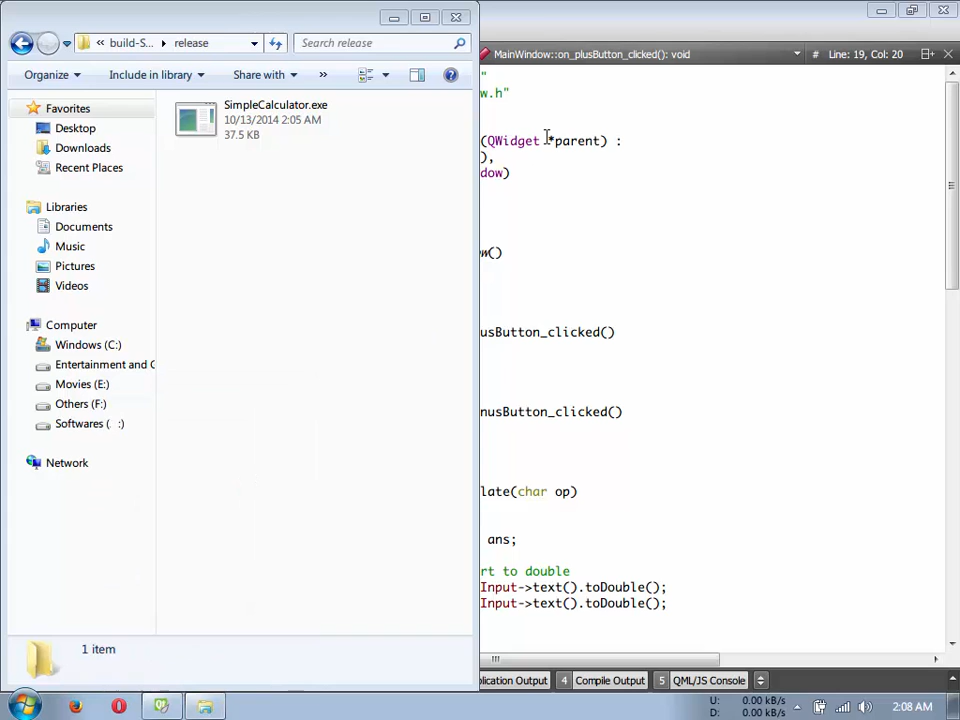 « build-S... ▸ release
Search release
Organize
Include in library
Share with
»
Favorites
Desktop
Downloads
Recent Places
Libraries
Documents
Music
Pictures
Videos
Computer
Windows (C:)
Entertainment and
Movies (E:)
Others (F:)
Softwares ( :)
Network
SimpleCalculator.exe
10/13/2014 2:05 AM
37.5 KB
1 item
MainWindow::on_plusButton_clicked(): void
# Line: 19, Col: 20
"
w.h"
(QWidget *parent) :
),
dow)
w()
usButton_clicked()
nusButton_clicked()
late(char op)
ans;
rt to double
Input->text().toDouble();
Input->text().toDouble();
plication Output
4 Compile Output
5 QML/JS Console
U: 0.00 kB/s
D: 0.00 kB/s
2:08 AM